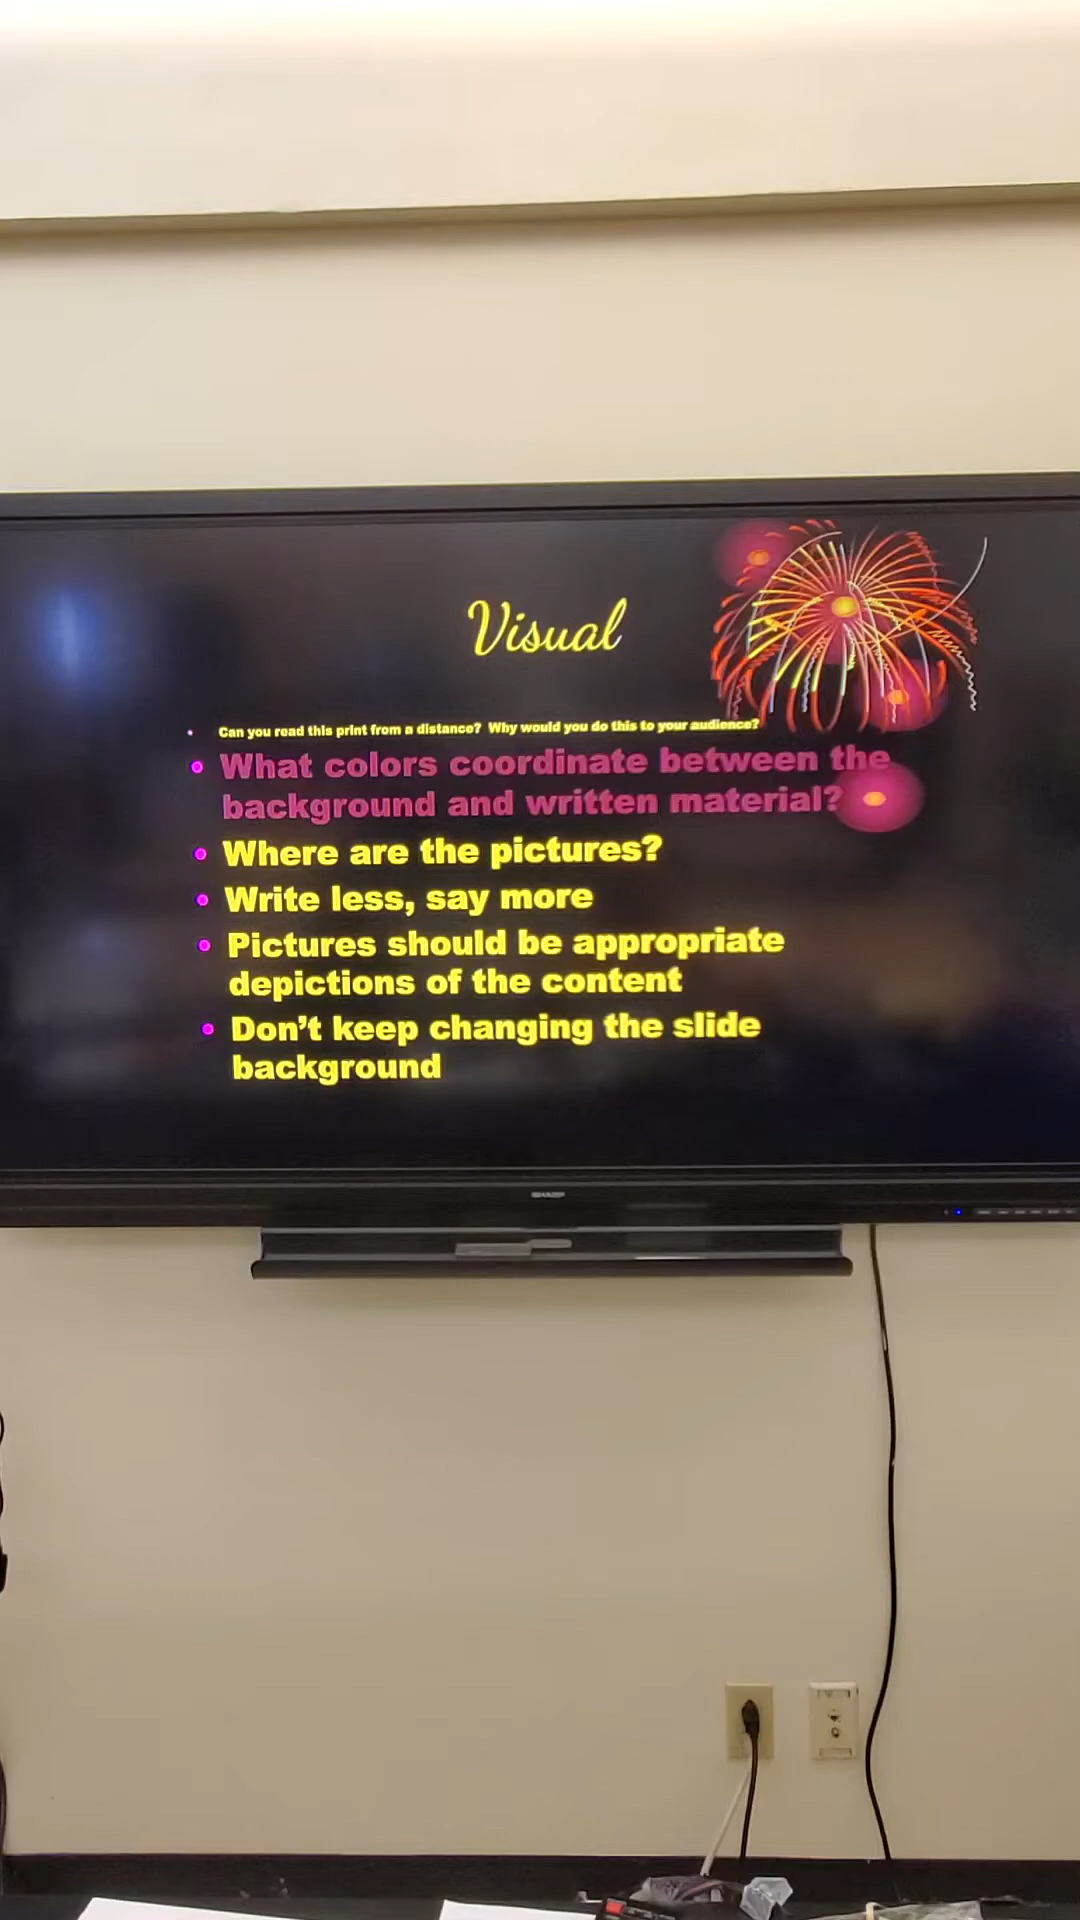 Visual
Can you read this print from a distance? Why would you do this to your audience?
What colors coordinate between the
background and written material?
Where are the pictures?
Write less, say more
Pictures should be appropriate
depictions of the content
Don't keep changing the slide
background
SHARP